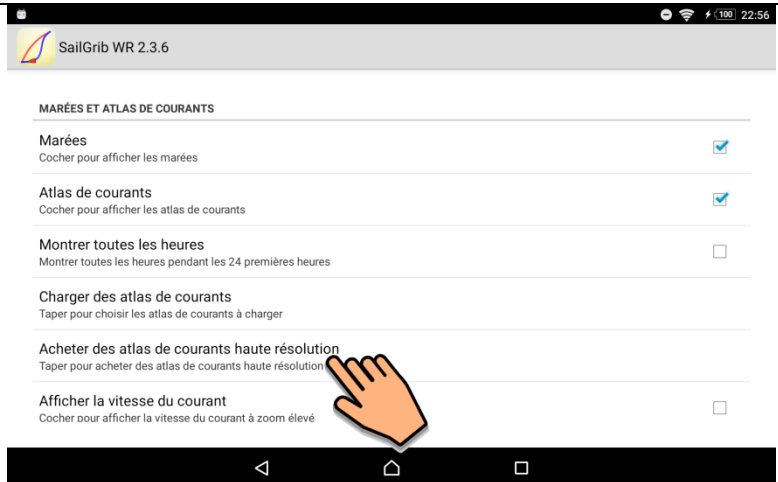 100 22:56
SailGrib WR 2.3.6
MARÉES ET ATLAS DE COURANTS
Marées
Cocher pour afficher les marées
Atlas de courants
Cocher pour afficher les atlas de courants
Montrer toutes les heures
Montrer toutes les heures pendant les 24 premières heures
Charger des atlas de courants
Taper pour choisir les atlas de courants à charger
Acheter des atlas de courants haute résolution
Taper pour acheter des atlas de courants haute résolution
Afficher la vitesse du courant
Cocher pour afficher la vitesse du courant à zoom élevé